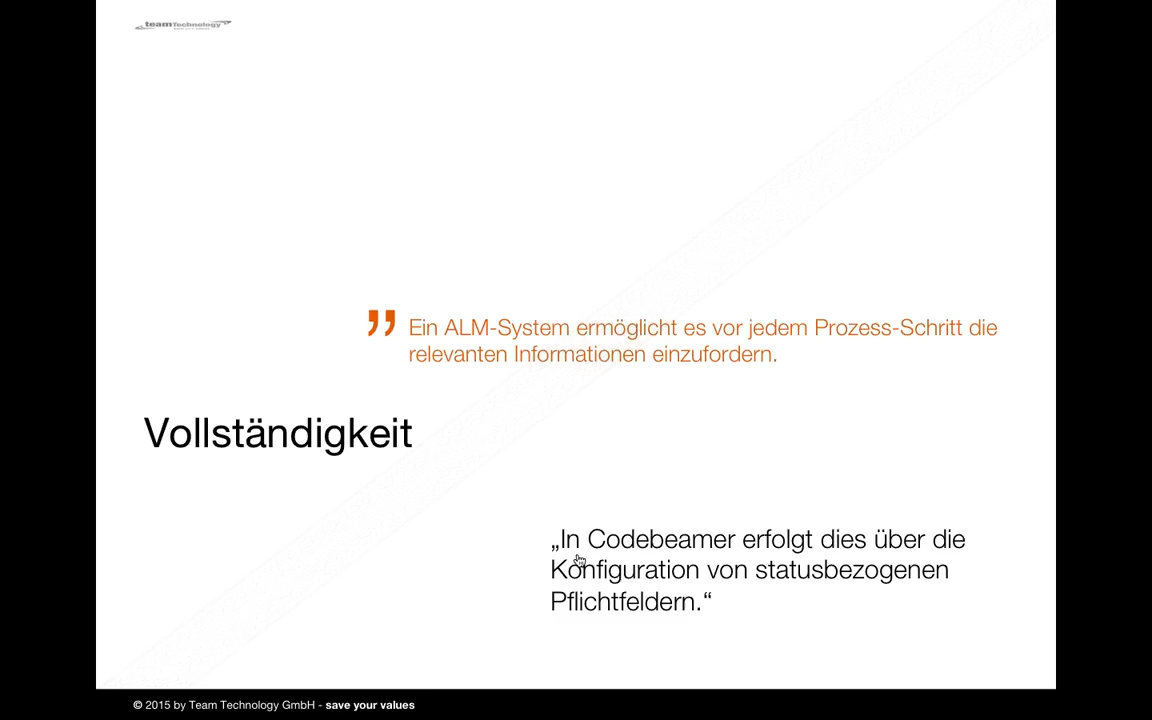 teamTechnology
” Ein ALM-System ermöglicht es vor jedem Prozess-Schritt die
relevanten Informationen einzufordern.
Vollständigkeit
„In Codebeamer erfolgt dies über die
Konfiguration von statusbezogenen
Pflichtfeldern.“
© 2015 by Team Technology GmbH - save your values